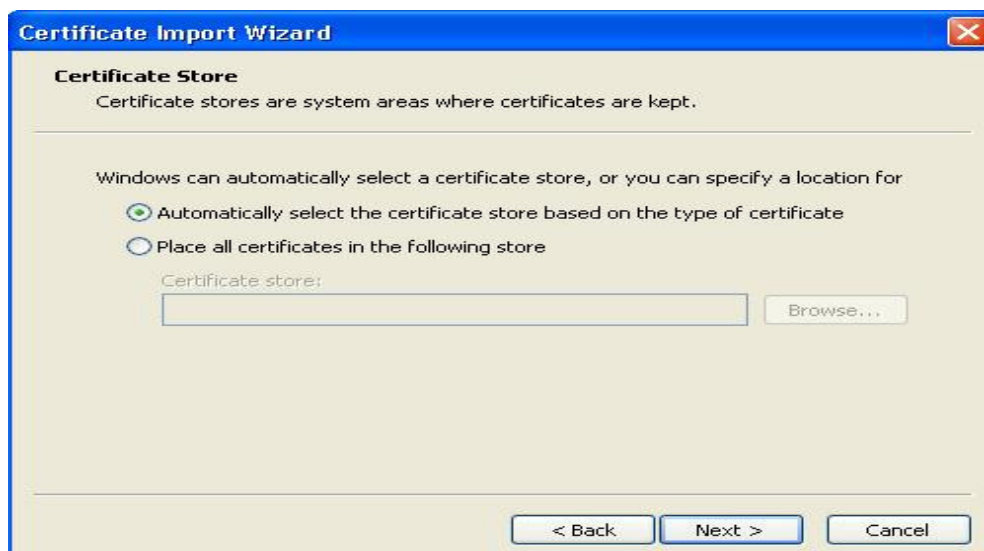 Certificate Import Wizard
Certificate Store
Certificate stores are system areas where certificates are kept.
Windows can automatically select a certificate store, or you can specify a location for
Automatically select the certificate store based on the type of certificate
Place all certificates in the following store
Certificate store:
Browse...
< Back Next > Cancel